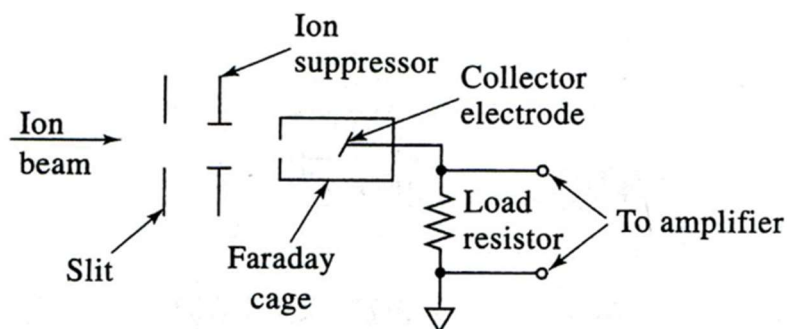 Ion
suppressor
Collector
electrode
Ion
beam
Load
resistor
To amplifier
Slit
Faraday
cage